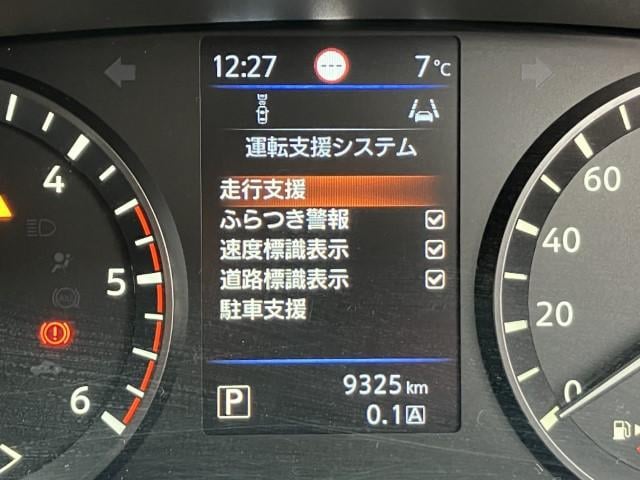 12:27 --- 7℃
運転支援システム
走行支援
ふらつき警報
速度標識表示
道路標識表示
駐車支援
P 9325 km
0.1 A
4
5
6
60
40
20
0